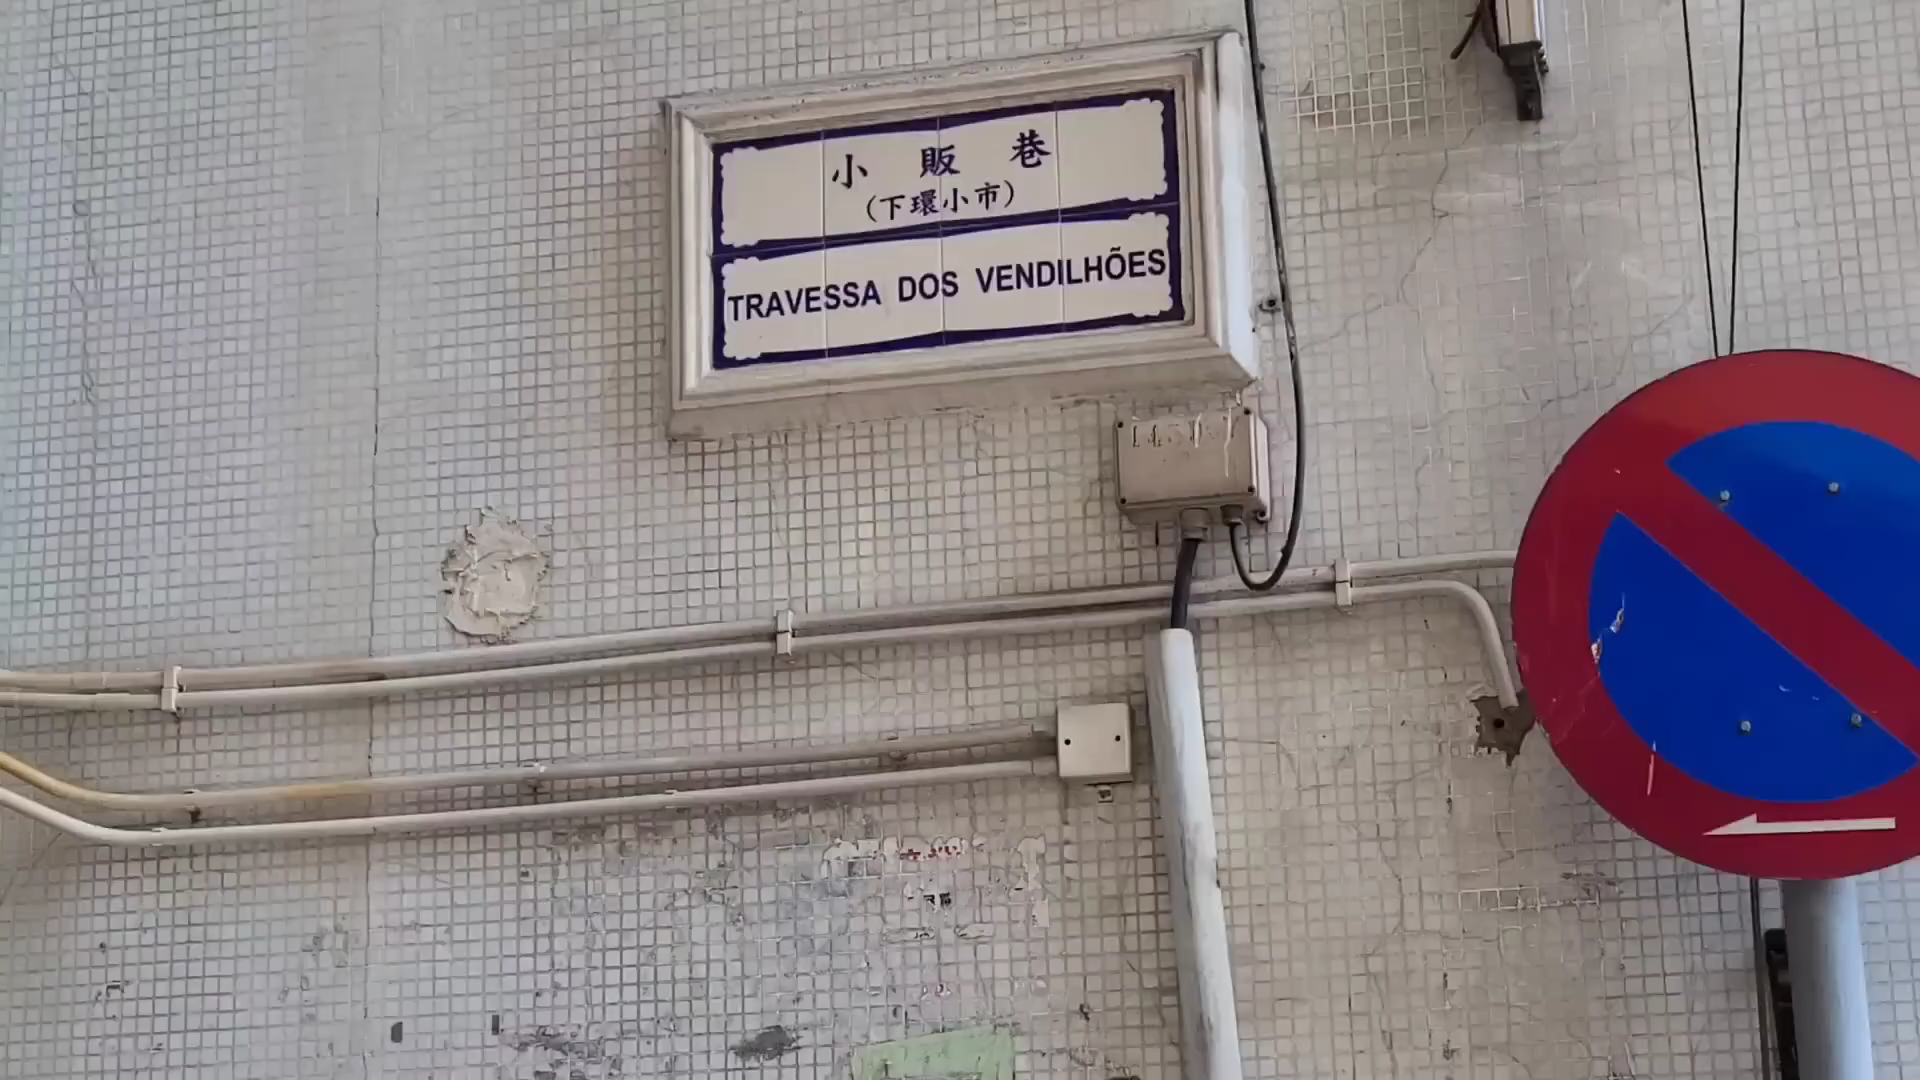 小 販 巷
(下環小市)
TRAVESSA DOS VENDILHÕES